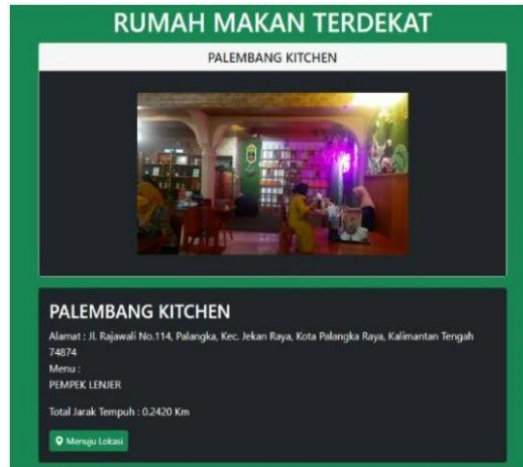 RUMAH MAKAN TERDEKAT
PALEMBANG KITCHEN
PALEMBANG KITCHEN
Alamat : Jl. Rajawali No.114, Palangka, Kec. Jekan Raya, Kota Palangka Raya, Kalimantan Tengah
74874
Menu :
PEMPEK LENJER
Total Jarak Tempuh : 0.2420 Km
Menuju Lokasi